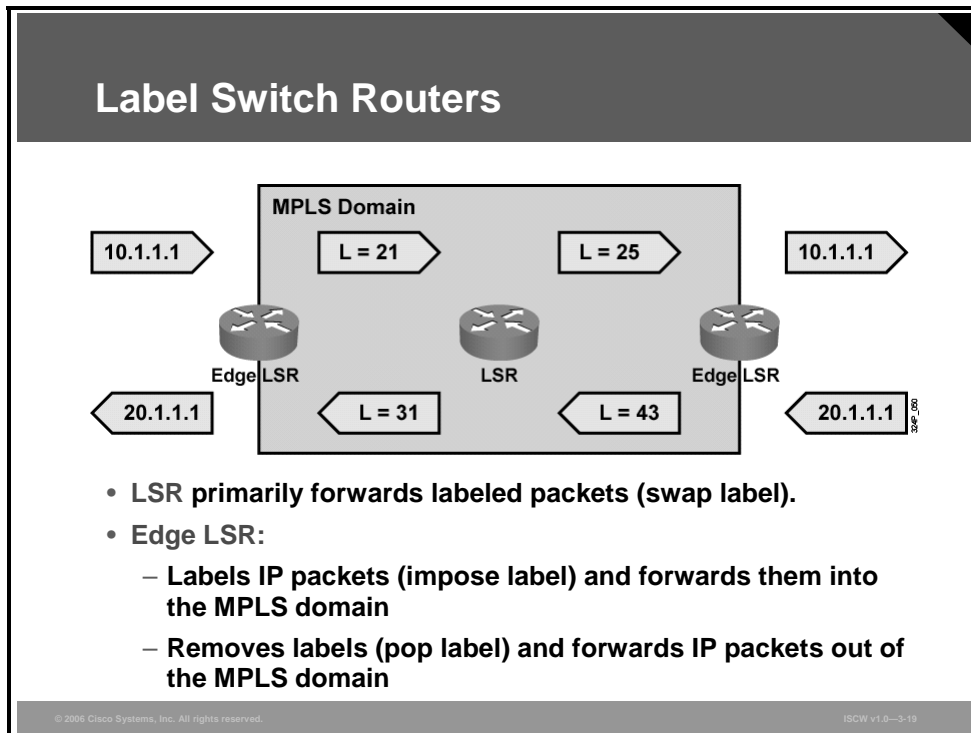 Label Switch Routers
MPLS Domain
10.1.1.1
L = 21
L = 25
10.1.1.1
Edge LSR
LSR
Edge LSR
20.1.1.1
L = 31
L = 43
20.1.1.1
324P_050
• LSR primarily forwards labeled packets (swap label).
• Edge LSR:
– Labels IP packets (impose label) and forwards them into
the MPLS domain
– Removes labels (pop label) and forwards IP packets out of
the MPLS domain
© 2006 Cisco Systems, Inc. All rights reserved.
ISCW v1.0—3-19